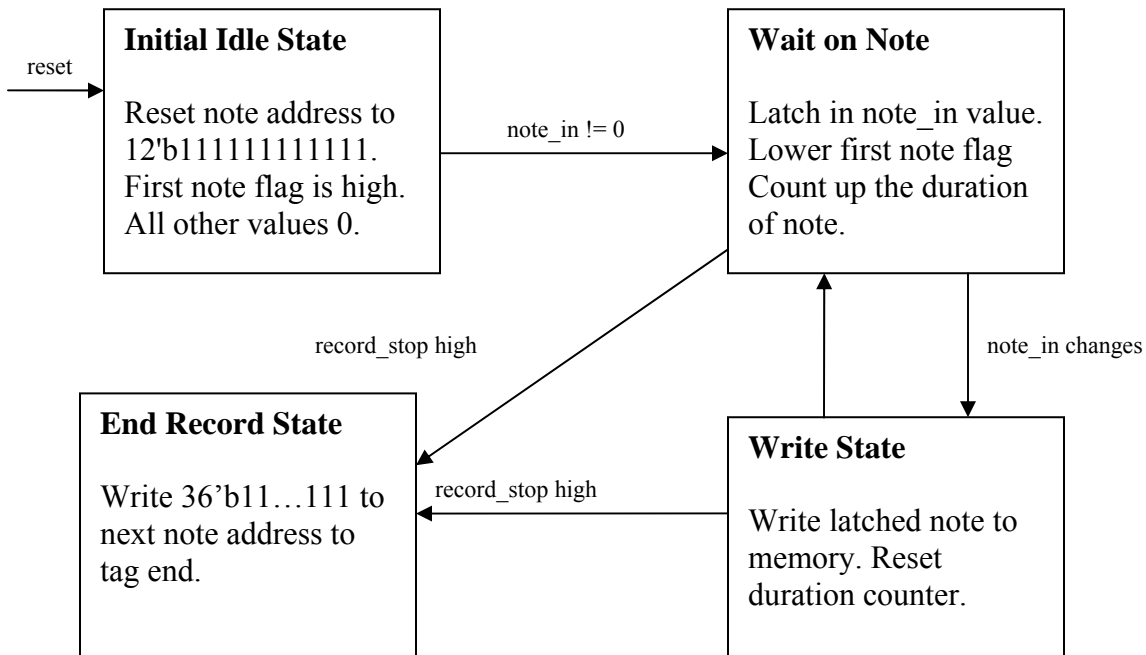 Initial Idle State
reset
Reset note address to
12'b111111111111.
First note flag is high.
All other values 0.
note_in != 0
Wait on Note
Latch in note_in value.
Lower first note flag
Count up the duration
of note.
record_stop high
note_in changes
End Record State
Write 36’b11…111 to
next note address to
tag end.
record_stop high
Write State
Write latched note to
memory. Reset
duration counter.